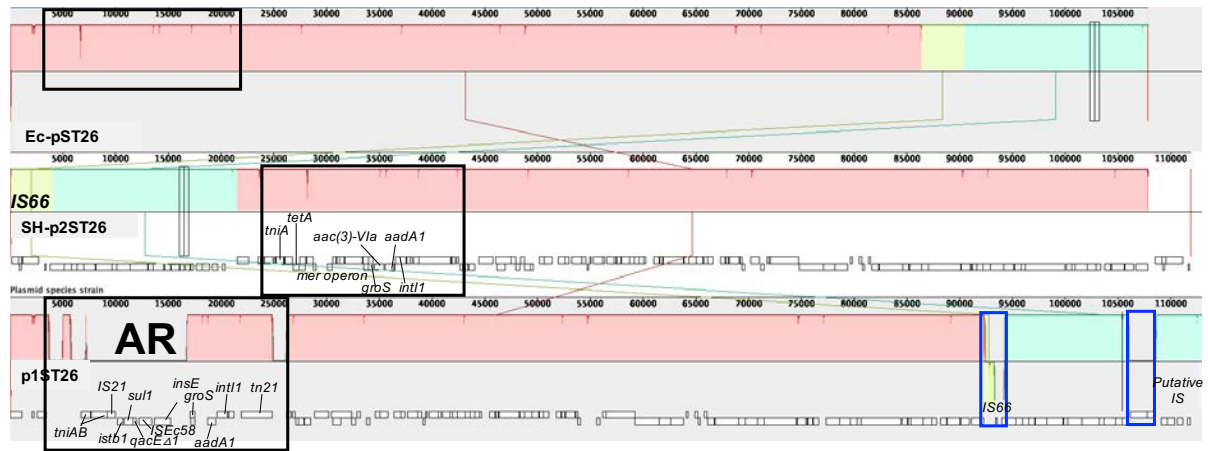 5000 10000 15000 20000 25000 30000 35000 40000 45000 50000 55000 60000 65000 70000 75000 80000 85000 90000 95000 100000 105000
Ec-pST26
5000 10000 15000 20000 25000 30000 35000 40000 45000 50000 55000 60000 65000 70000 75000 80000 85000 90000 95000 100000 105000 110000
IS66
SH-p2ST26
tetA
tniA
aac(3)-VIa aadA1
mer operon
groS intI1
Plasmid species strain
5000 10000 15000 20000 25000 30000 35000 40000 45000 50000 55000 60000 65000 70000 75000 80000 85000 90000 95000 100000 105000 110000
AR
p1ST26
IS21 sul1 insE groS intI1 tn21
tniAB istb1 qacEΔ1 ISEc58 aadA1
IS66
Putative
IS